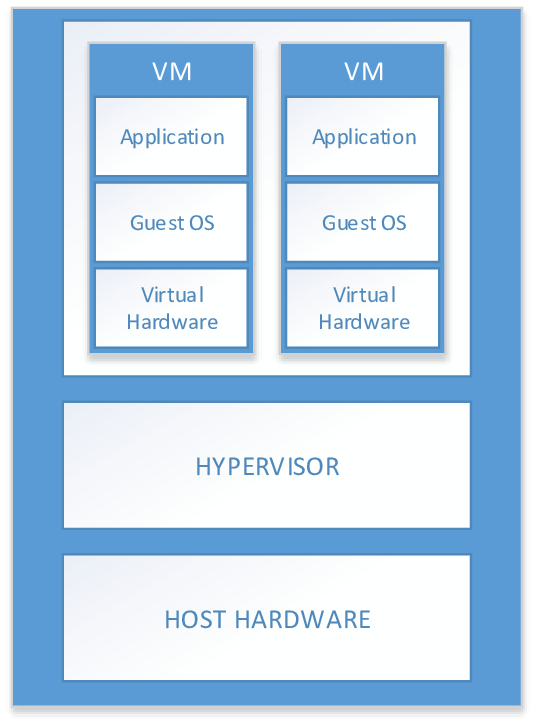 VM
Application
Guest OS
Virtual
Hardware
VM
Application
Guest OS
Virtual
Hardware
HYPERVISOR
HOST HARDWARE